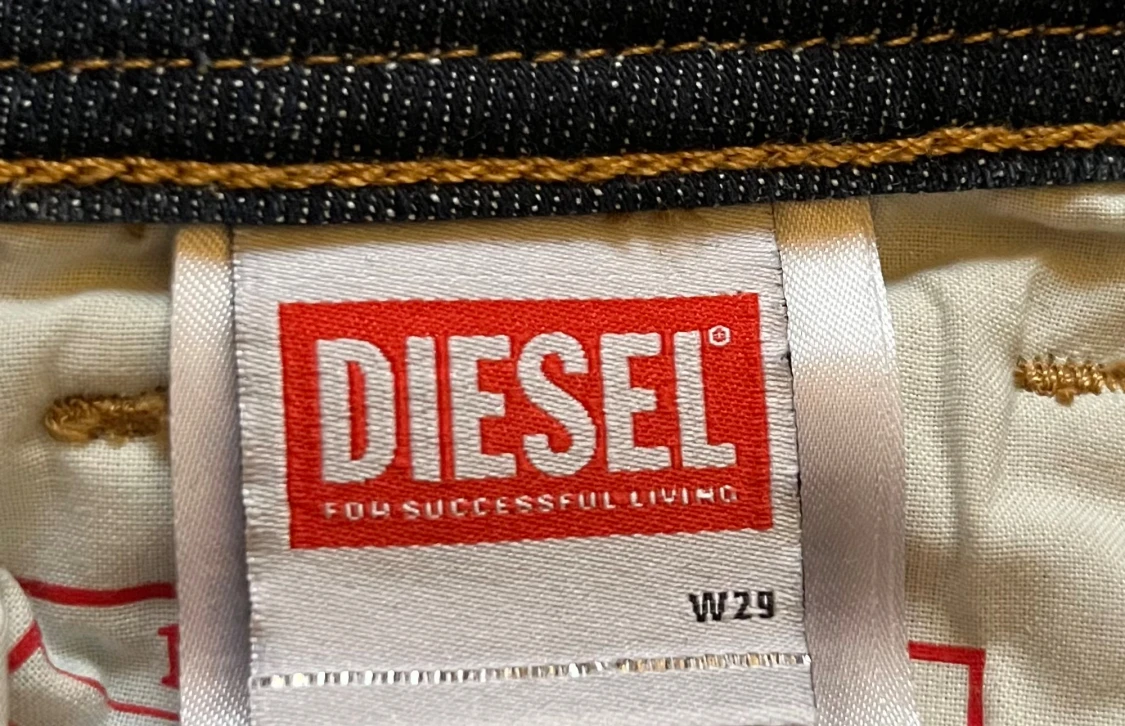 DIESEL®
FOR SUCCESSFUL LIVING
W29